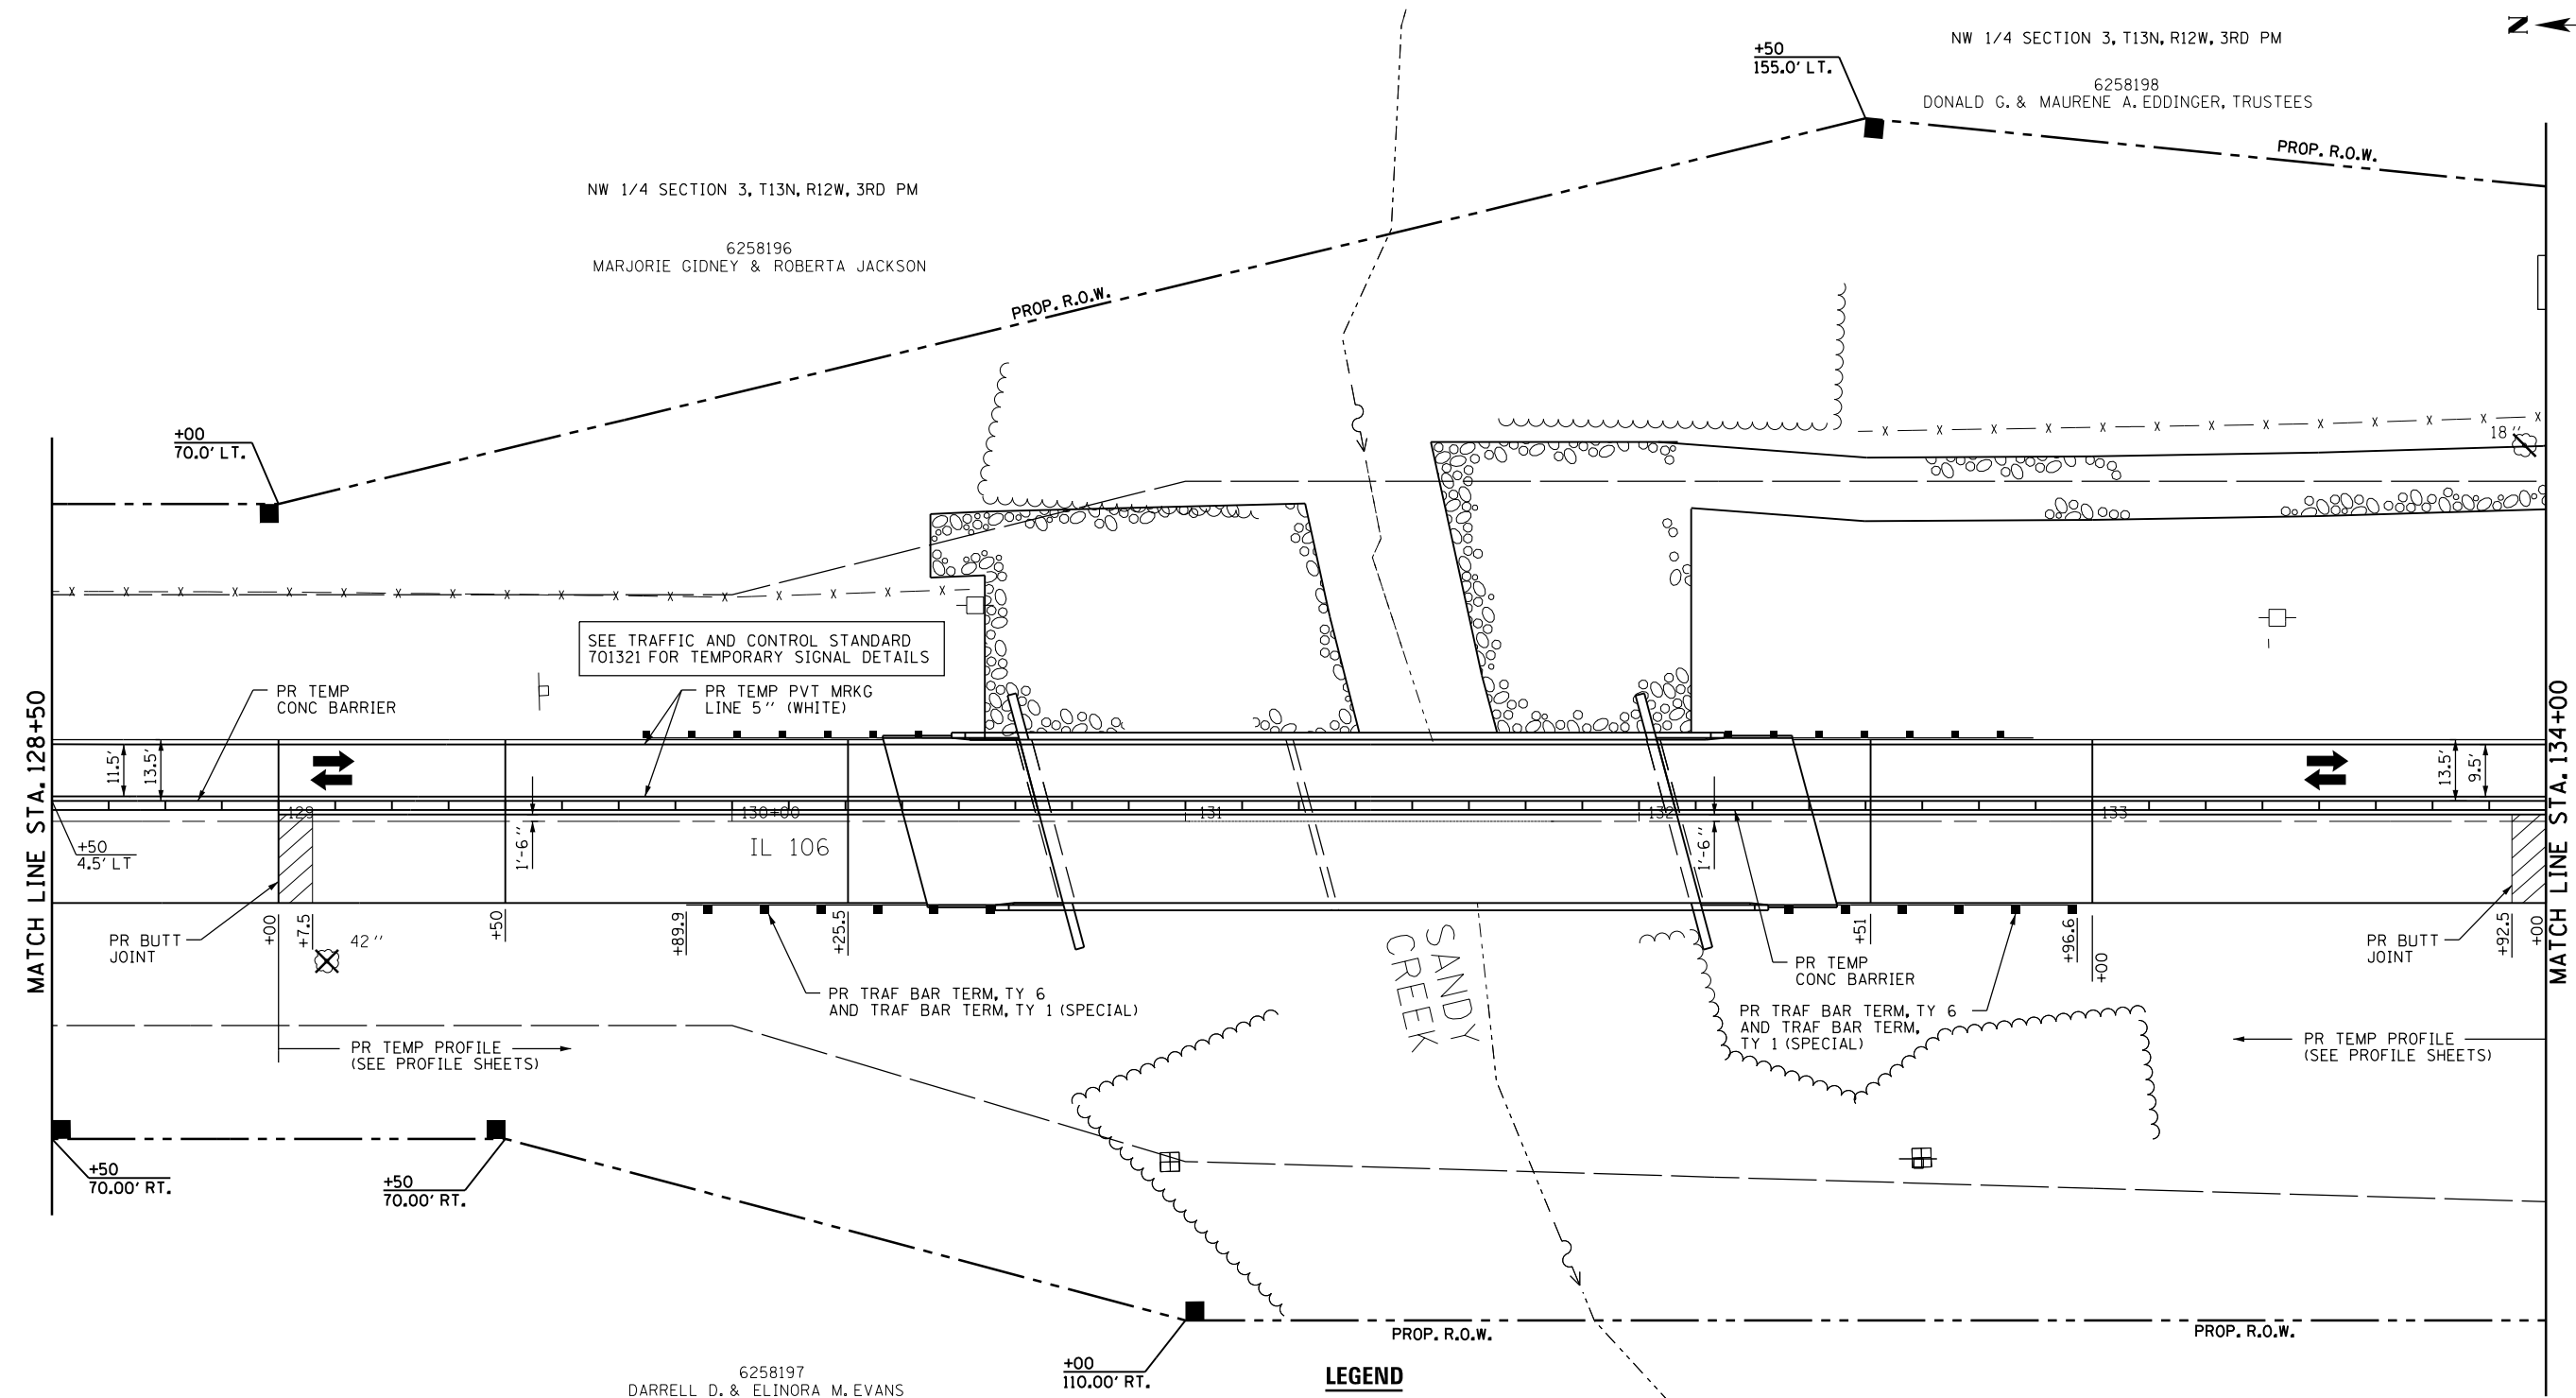 N
NW 1/4 SECTION 3, T13N, R12W, 3RD PM
+50
155.0' LT.
6258198
DONALD G. & MAURENE A. EDDINGER, TRUSTEES
PROP. R.O.W.
NW 1/4 SECTION 3, T13N, R12W, 3RD PM
6258196
MARJORIE GIDNEY & ROBERTA JACKSON
PROP. R.O.W.
+00
70.0' LT.
18"
SEE TRAFFIC AND CONTROL STANDARD
701321 FOR TEMPORARY SIGNAL DETAILS
PR TEMP
CONC BARRIER
PR TEMP PVT MRKG
LINE 5" (WHITE)
MATCH LINE STA. 128+50
MATCH LINE STA. 134+00
11.5'
13.5'
13.5'
9.5'
129
130+00
131
132
133
+50
4.5' LT
1'-6"
IL 106
1'-6"
PR BUTT
JOINT
+00
+7.5
42"
+50
+89.9
+25.5
+51
+96.6
+00
PR BUTT
JOINT
+92.5
+00
SANDY
CREEK
PR TEMP
CONC BARRIER
PR TRAF BAR TERM, TY 6
AND TRAF BAR TERM, TY 1 (SPECIAL)
PR TRAF BAR TERM, TY 6
AND TRAF BAR TERM,
TY 1 (SPECIAL)
PR TEMP PROFILE
(SEE PROFILE SHEETS)
PR TEMP PROFILE
(SEE PROFILE SHEETS)
+50
70.00' RT.
+50
70.00' RT.
PROP. R.O.W.
PROP. R.O.W.
+00
110.00' RT.
6258197
DARRELL D. & ELINORA M. EVANS
LEGEND